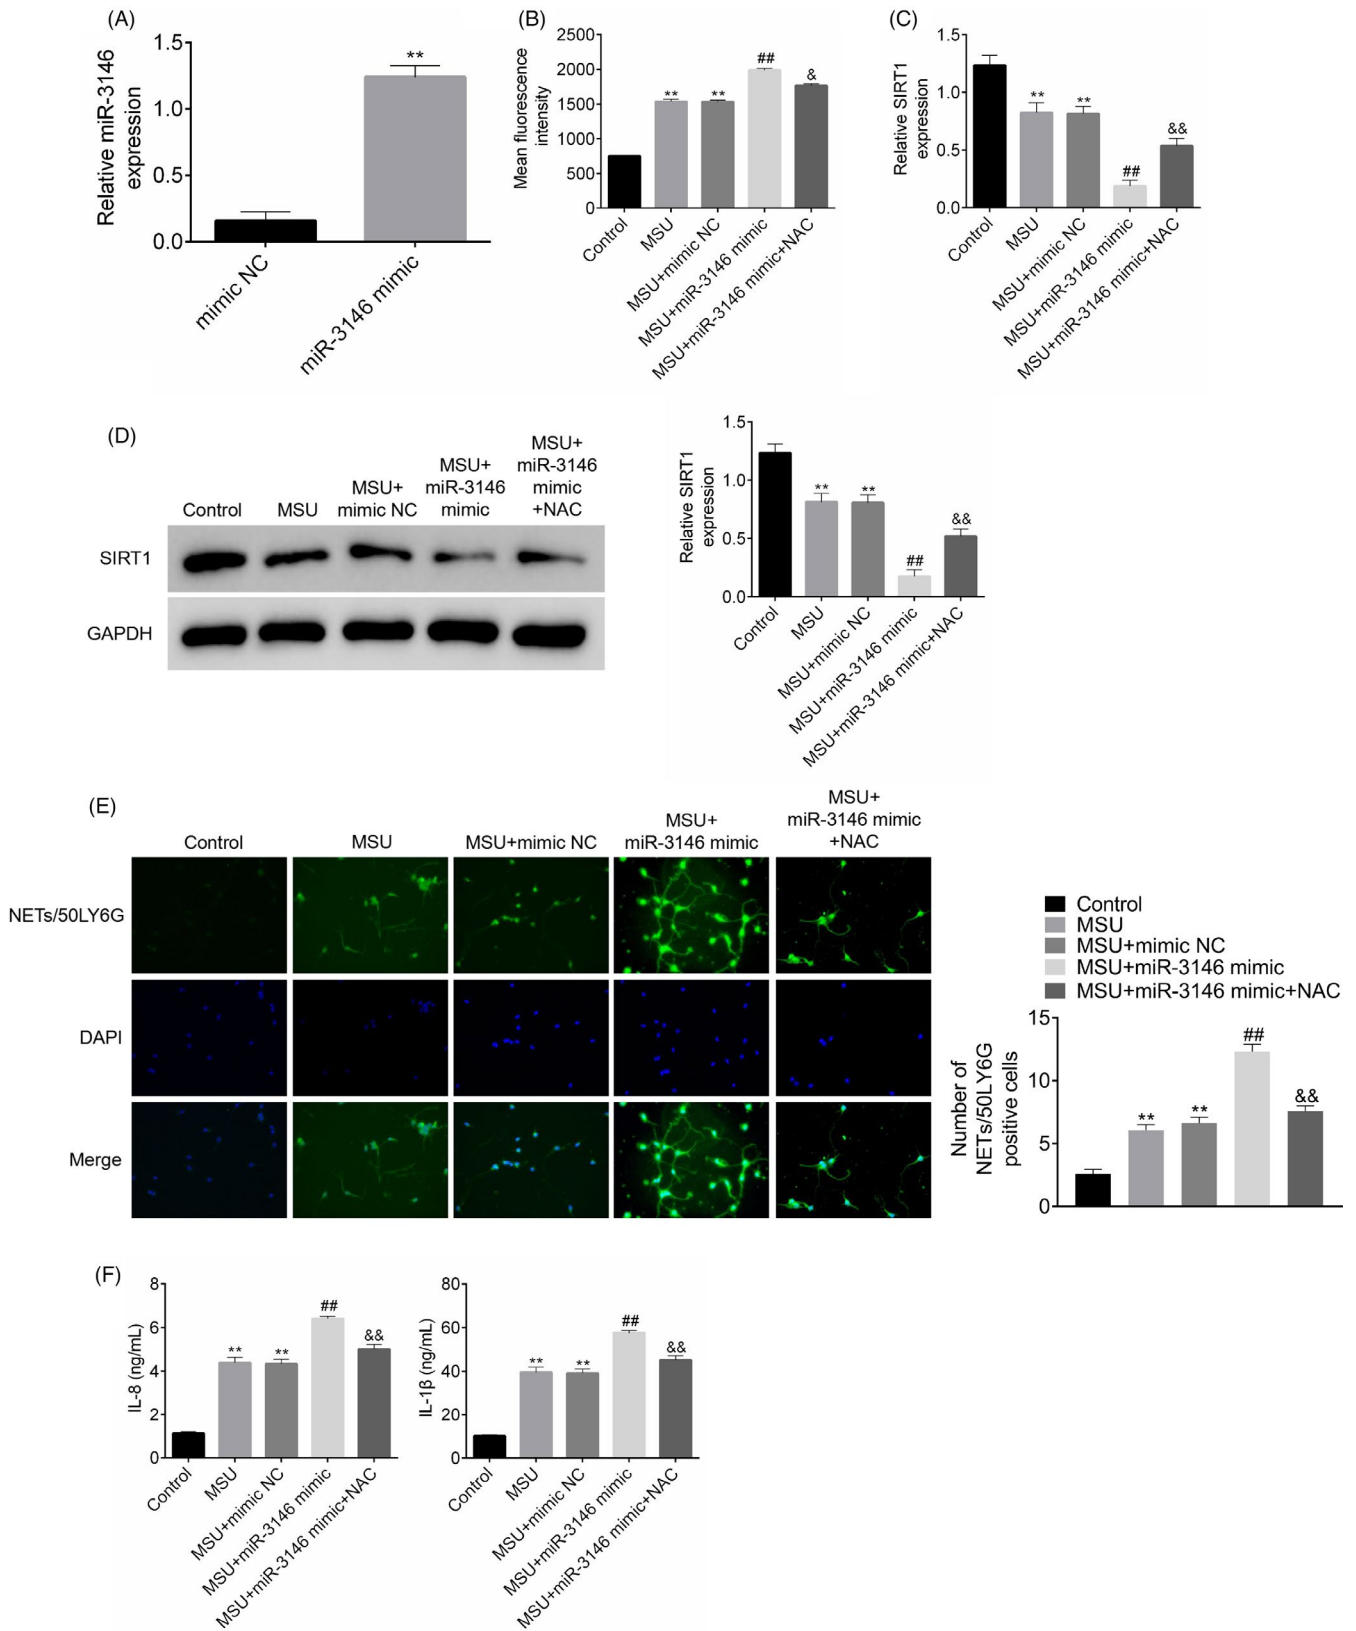 (A)
Relative miR-3146
expression
1.5
1.0
0.5
0.0
**
mimic NC
miR-3146 mimic
(B)
Mean fluorescence
intensity
2500
2000
1500
1000
500
0
**
**
##
&
Control
MSU
MSU+mimic NC
MSU+miR-3146 mimic
MSU+miR-3146 mimic+NAC
(C)
Relative SIRT1
expression
1.5
1.0
0.5
0.0
**
**
##
&&
Control
MSU
MSU+mimic NC
MSU+miR-3146 mimic
MSU+miR-3146 mimic+NAC
(D)
Control
MSU
MSU+
mimic NC
MSU+
miR-3146
mimic
MSU+
miR-3146
mimic
+NAC
SIRT1
GAPDH
Relative SIRT1
expression
1.5
1.0
0.5
0.0
**
**
##
&&
Control
MSU
MSU+mimic NC
MSU+miR-3146 mimic
MSU+miR-3146 mimic+NAC
(E)
Control
MSU
MSU+mimic NC
MSU+
miR-3146 mimic
MSU+
miR-3146 mimic
+NAC
NETs/50LY6G
DAPI
Merge
Control
MSU
MSU+mimic NC
MSU+miR-3146 mimic
MSU+miR-3146 mimic+NAC
Number of
NETs/50LY6G
positive cells
15
10
5
0
**
**
##
&&
(F)
IL-8 (ng/mL)
8
6
4
2
0
**
**
##
&&
Control
MSU
MSU+mimic NC
MSU+miR-3146 mimic
MSU+miR-3146 mimic+NAC
IL-1β (ng/mL)
80
60
40
20
0
**
**
##
&&
Control
MSU
MSU+mimic NC
MSU+miR-3146 mimic
MSU+miR-3146 mimic+NAC